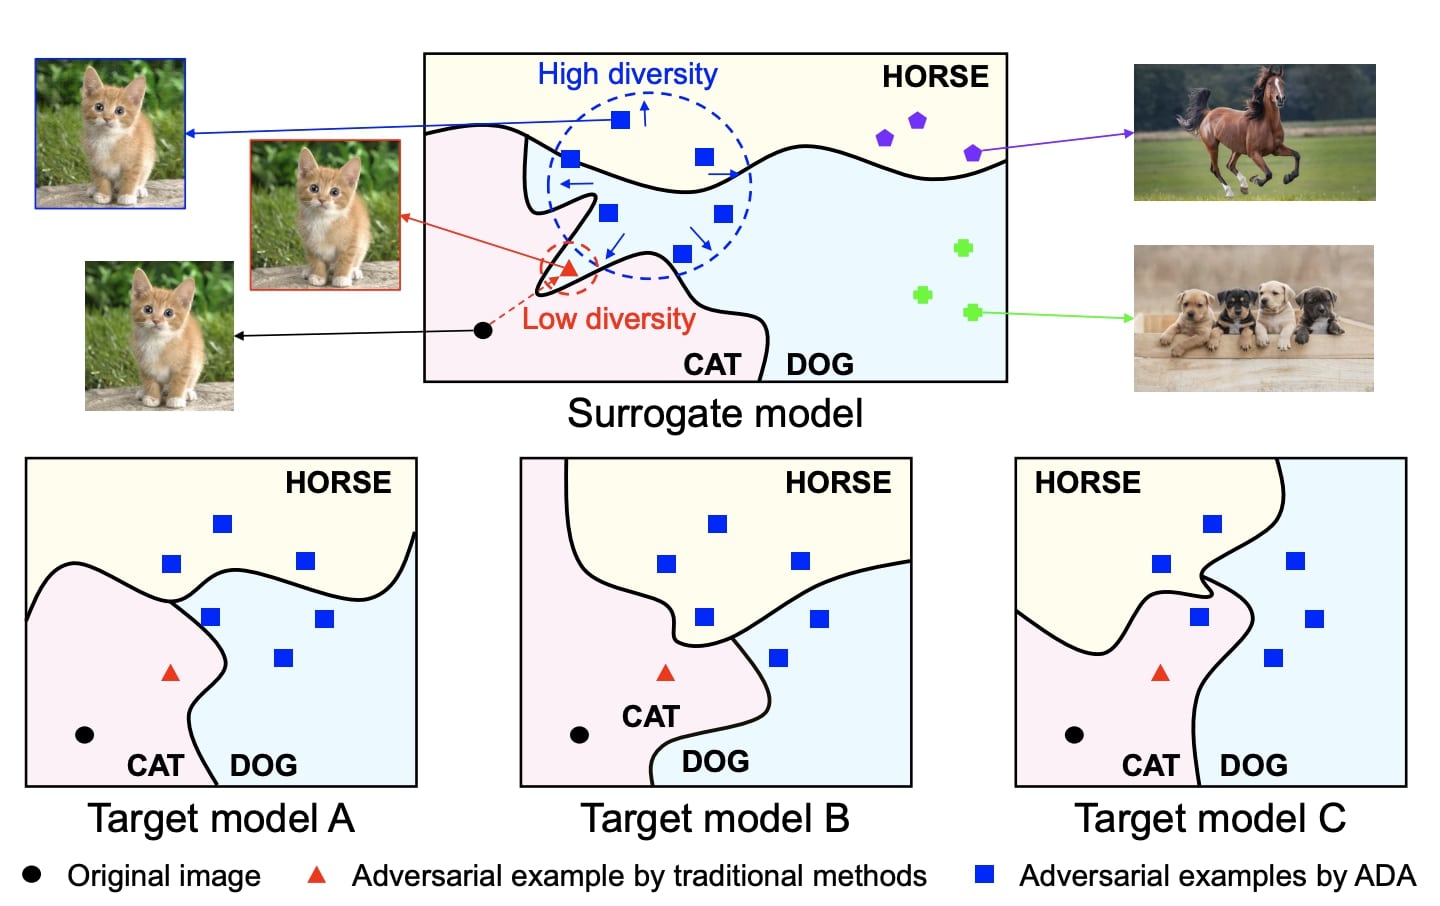 High diversity
HORSE
Low diversity
CAT
DOG
Surrogate model
HORSE
CAT
DOG
Target model A
HORSE
CAT
DOG
Target model B
HORSE
CAT
DOG
Target model C
Original image
Adversarial example by traditional methods
Adversarial examples by ADA